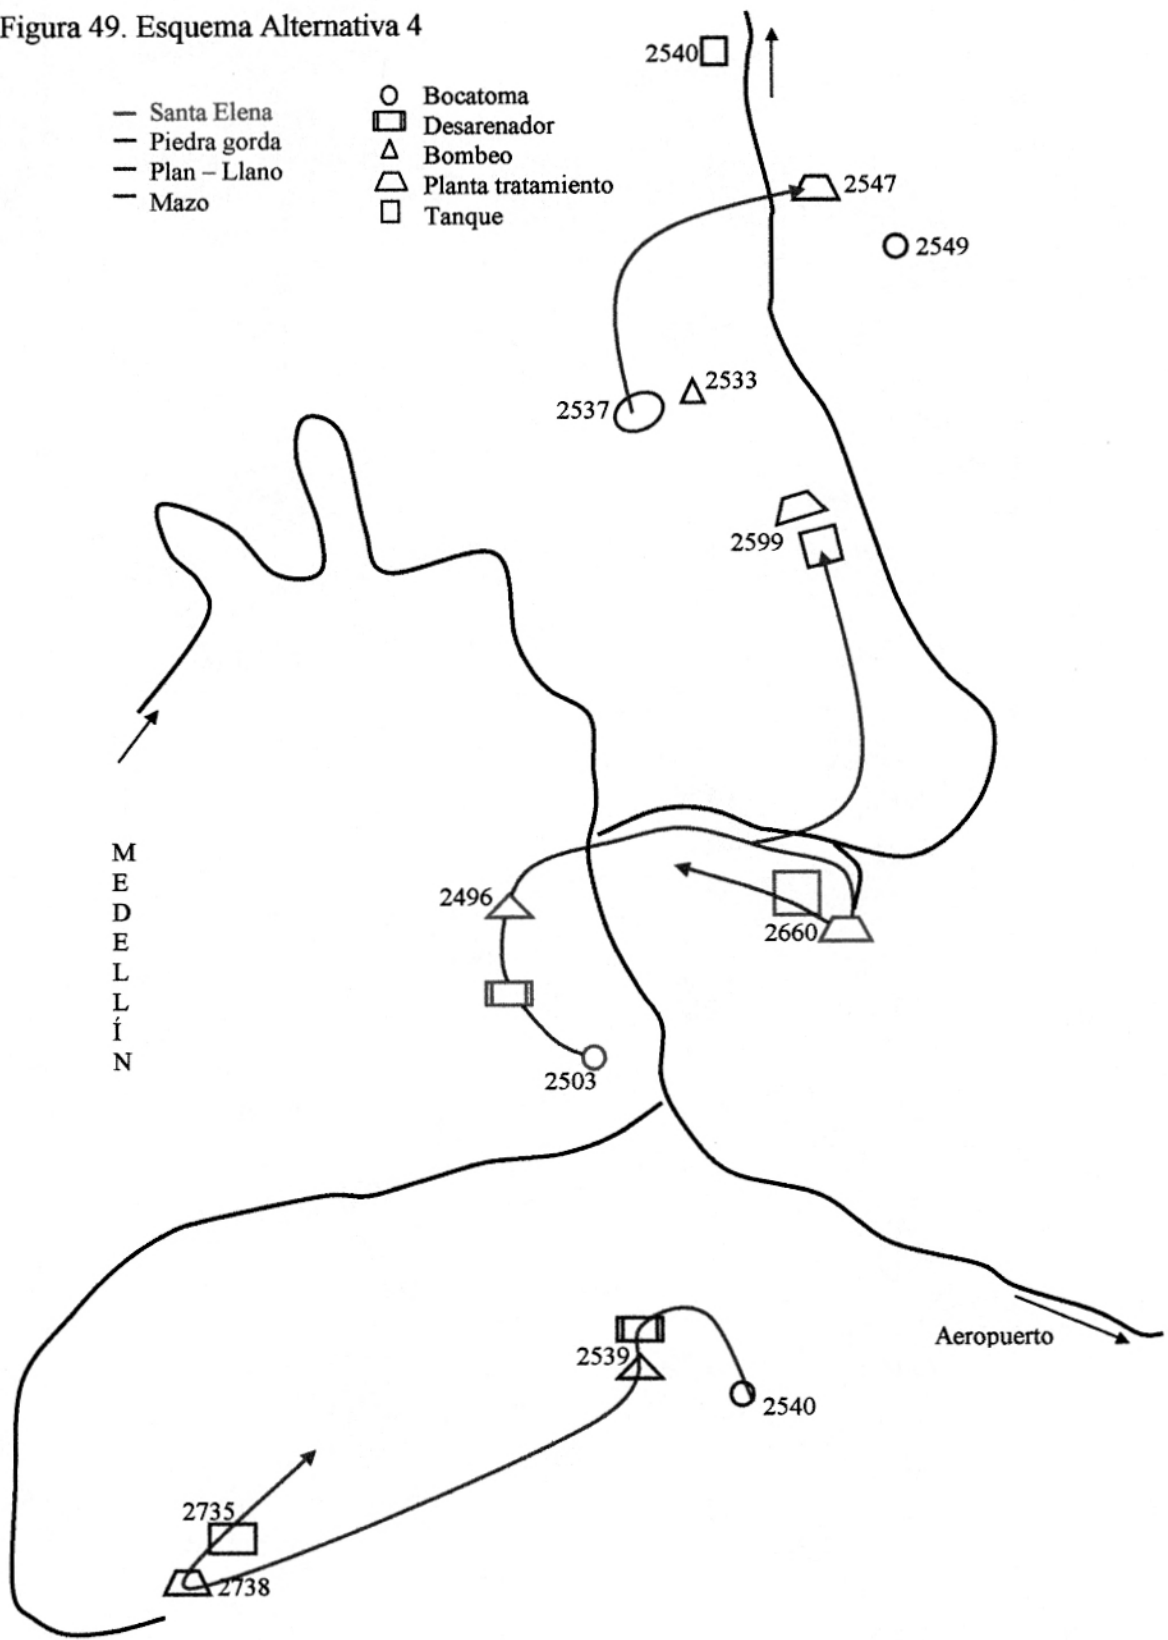 Figura 49. Esquema Alternativa 4
Santa Elena
Piedra gorda
Plan – Llano
Mazo
Bocatoma
Desarenador
Bombeo
Planta tratamiento
Tanque
2540
2547
2549
2533
2537
2599
MEDELLÍN
2496
2660
2503
Aeropuerto
2539
2540
2735
2738